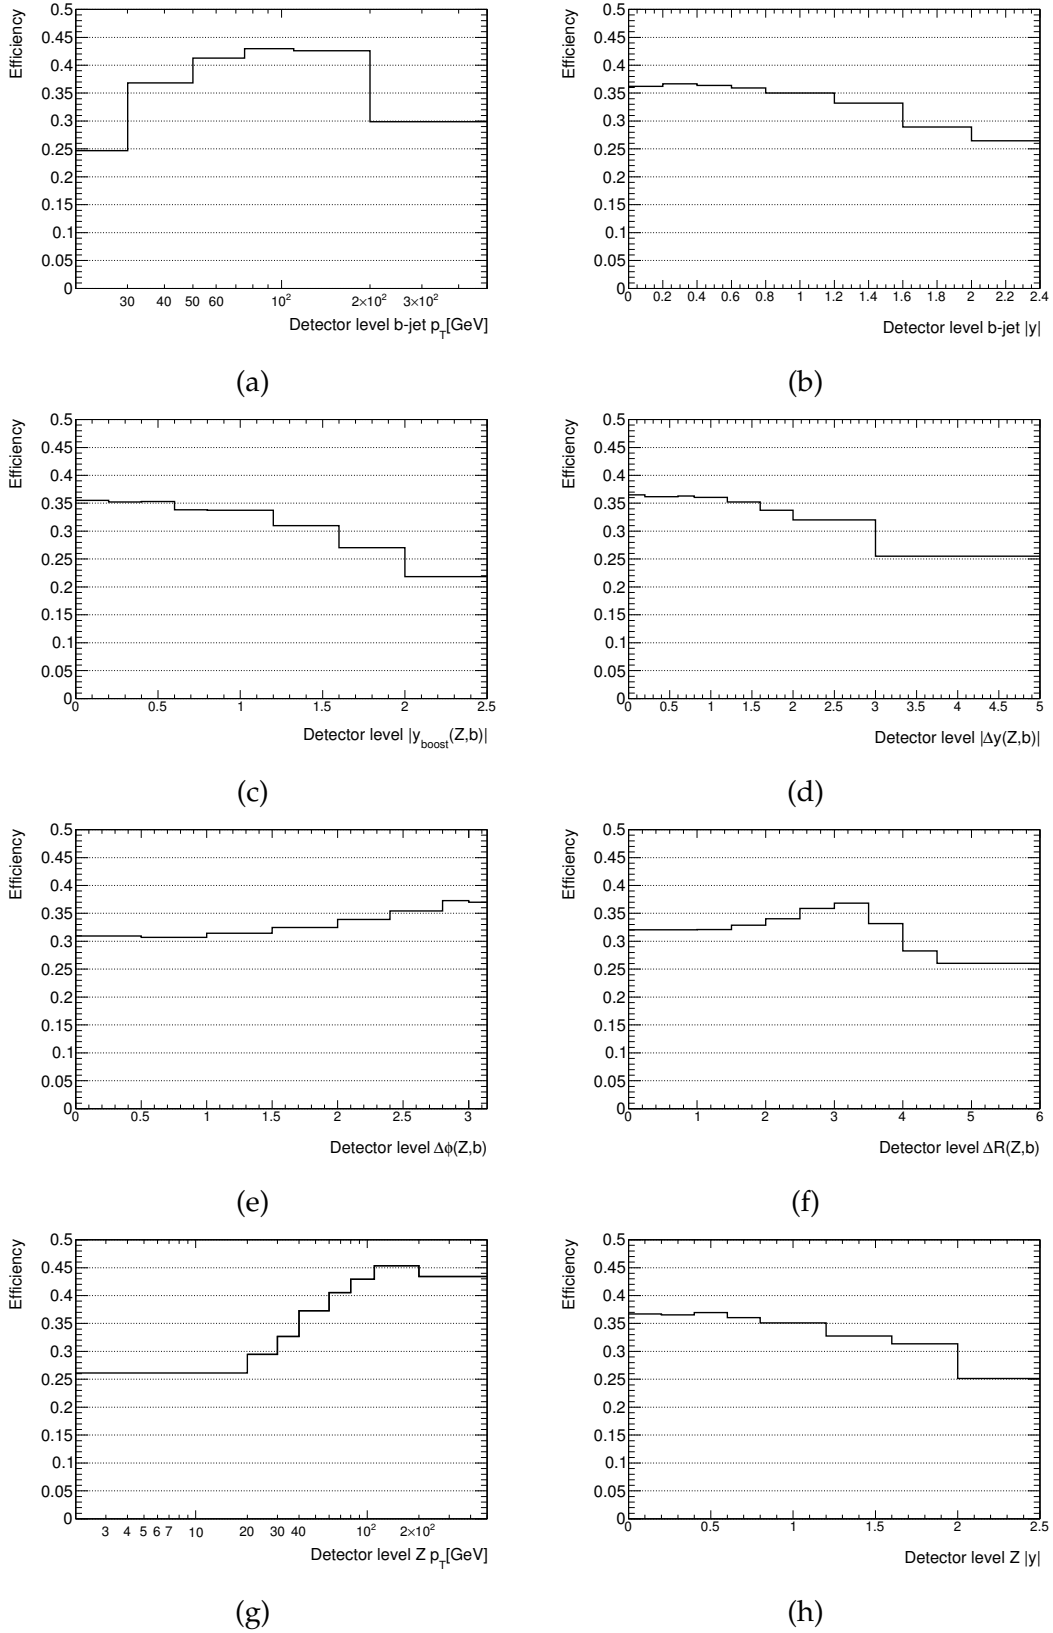 Efficiency
0.5
0.45
0.4
0.35
0.3
0.25
0.2
0.15
0.1
0.05
0
30 40 50 60 10² 2×10² 3×10²
Detector level b-jet p_T[GeV]
(a)
Efficiency
0.5
0.45
0.4
0.35
0.3
0.25
0.2
0.15
0.1
0.05
0
0 0.2 0.4 0.6 0.8 1 1.2 1.4 1.6 1.8 2 2.2 2.4
Detector level b-jet |y|
(b)
Efficiency
0.5
0.45
0.4
0.35
0.3
0.25
0.2
0.15
0.1
0.05
0
0 0.5 1 1.5 2 2.5
Detector level |y_boost(Z,b)|
(c)
Efficiency
0.5
0.45
0.4
0.35
0.3
0.25
0.2
0.15
0.1
0.05
0
0 0.5 1 1.5 2 2.5 3 3.5 4 4.5 5
Detector level |Δy(Z,b)|
(d)
Efficiency
0.5
0.45
0.4
0.35
0.3
0.25
0.2
0.15
0.1
0.05
0
0 0.5 1 1.5 2 2.5 3
Detector level Δϕ(Z,b)
(e)
Efficiency
0.5
0.45
0.4
0.35
0.3
0.25
0.2
0.15
0.1
0.05
0
0 1 2 3 4 5 6
Detector level ΔR(Z,b)
(f)
Efficiency
0.5
0.45
0.4
0.35
0.3
0.25
0.2
0.15
0.1
0.05
0
3 4 5 6 7 10 20 30 40 10² 2×10²
Detector level Z p_T[GeV]
(g)
Efficiency
0.5
0.45
0.4
0.35
0.3
0.25
0.2
0.15
0.1
0.05
0
0 0.5 1 1.5 2 2.5
Detector level Z |y|
(h)